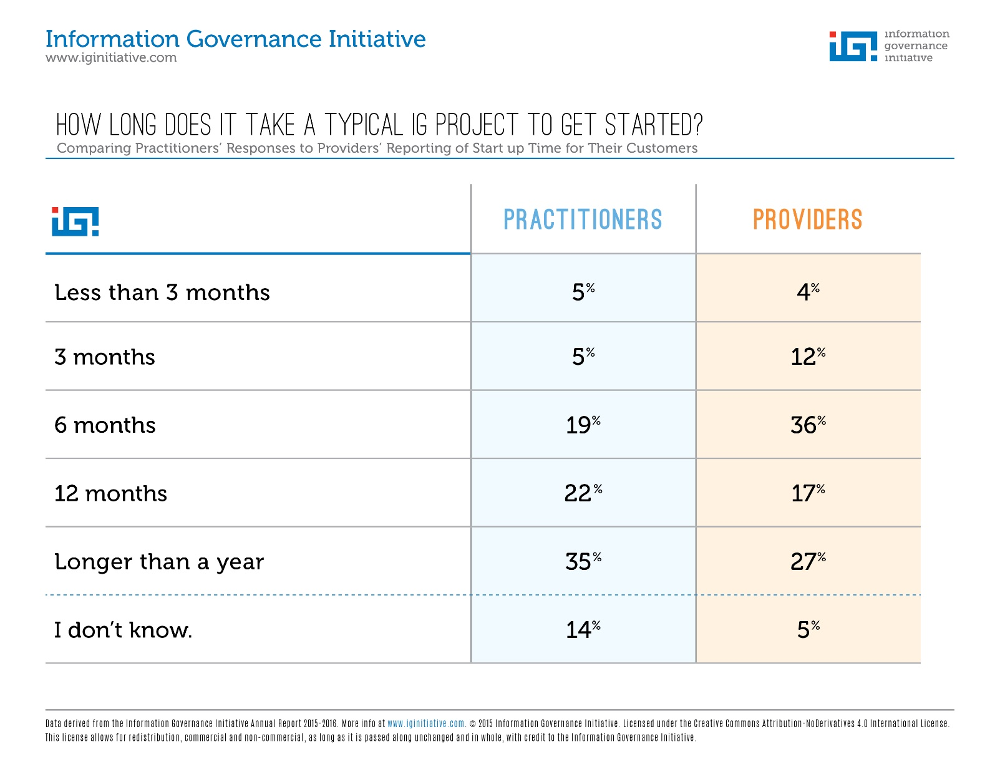 Information Governance Initiative
www.iginitiative.com
iG!
information
governance
initiative
HOW LONG DOES IT TAKE A TYPICAL IG PROJECT TO GET STARTED?
Comparing Practitioners’ Responses to Providers’ Reporting of Start up Time for Their Customers
iG! PRACTITIONERS PROVIDERS
Less than 3 months 5% 4%
3 months 5% 12%
6 months 19% 36%
12 months 22% 17%
Longer than a year 35% 27%
I don’t know. 14% 5%
Data derived from the Information Governance Initiative Annual Report 2015-2016. More info at www.iginitiative.com. © 2015 Information Governance Initiative. Licensed under the Creative Commons Attribution-NoDerivatives 4.0 International License.
This license allows for redistribution, commercial and non-commercial, as long as it is passed along unchanged and in whole, with credit to the Information Governance Initiative.